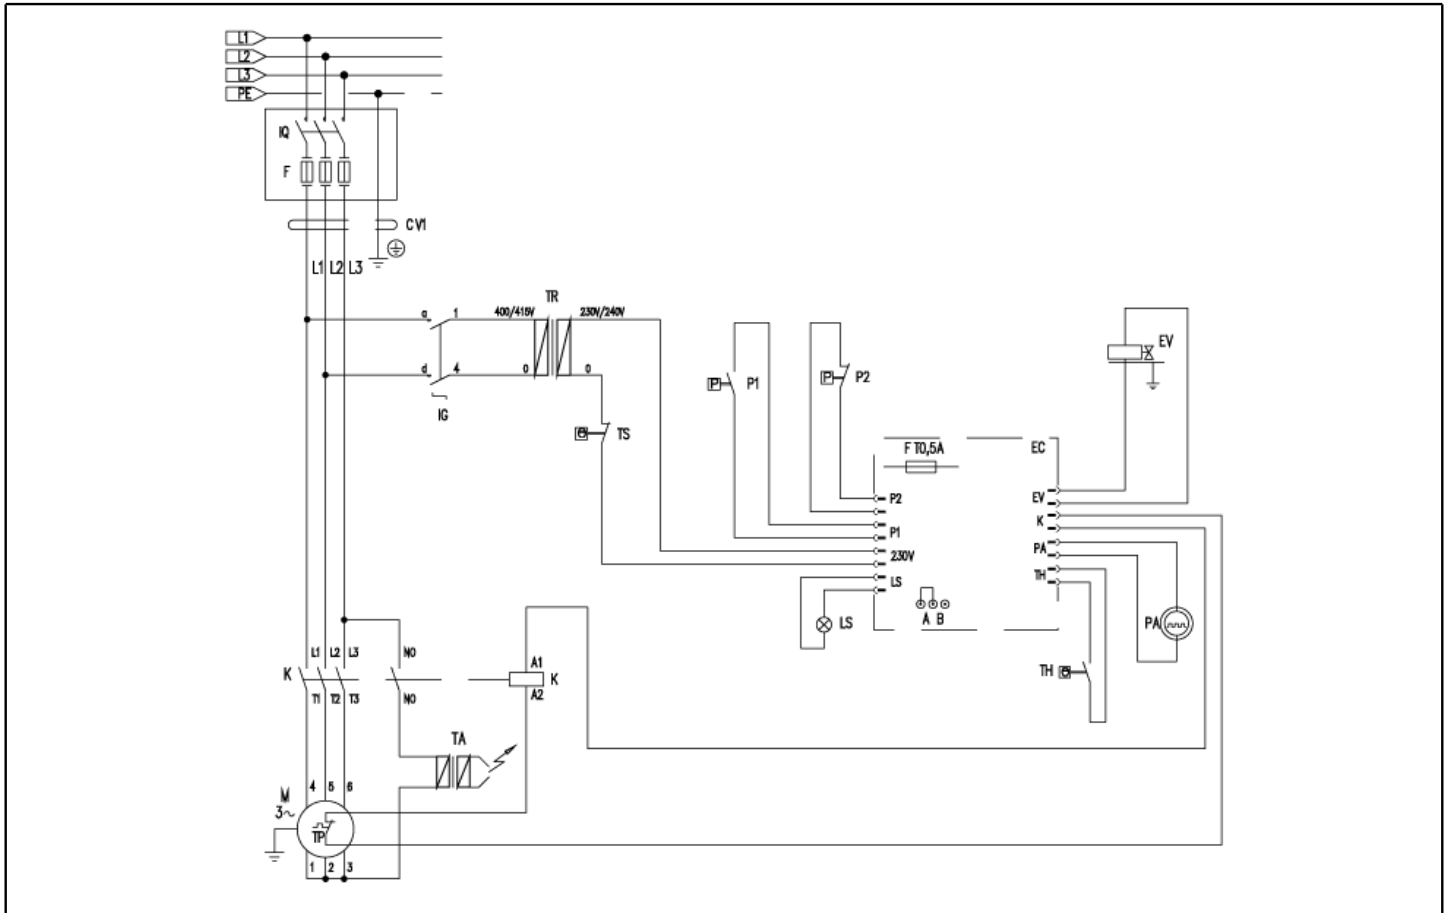 L1
L2
L3
PE
IQ
F
CV1
L1 L2 L3
TR
a 1 400/415V 230V/240V
d 4 0 0
IG
TS
P P1
P P2
EV
F T0,5A EC
P2
P1
230V
LS
EV
K
PA
TH
A B
LS
PA
TH
L1 L2 L3 NO
K
T1 T2 T3 NO
A1
K
A2
TA
M
3~
4 5 6
TP
1 2 3